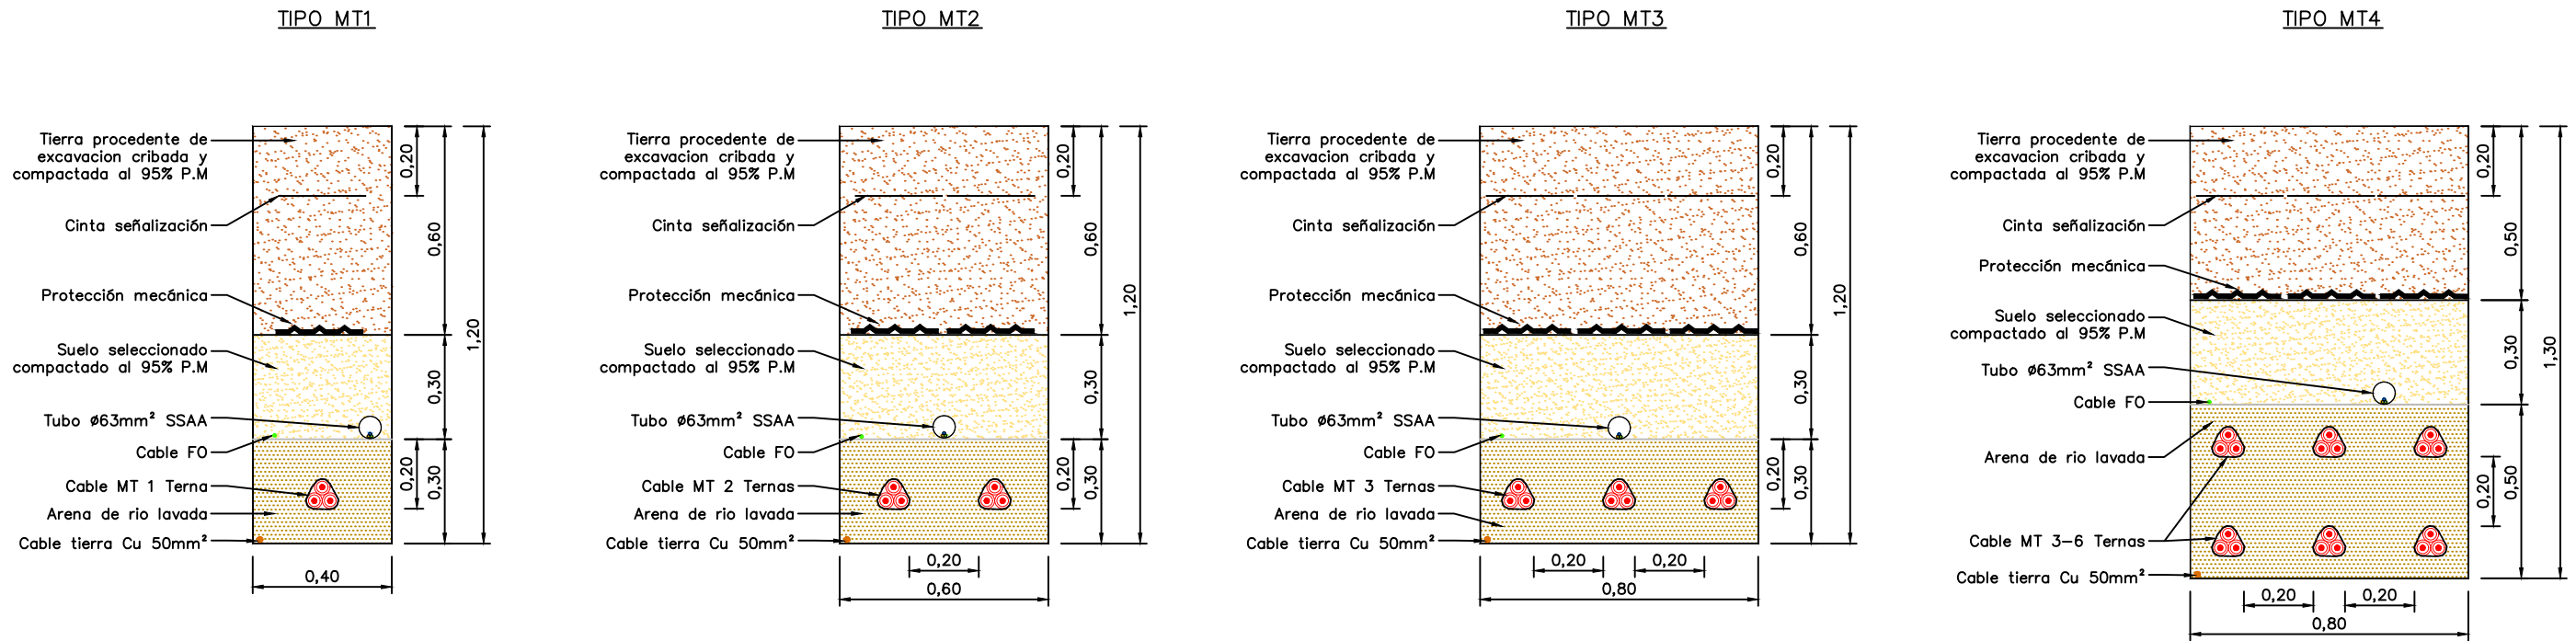 TIPO MT1
Tierra procedente de
excavacion cribada y
compactada al 95% P.M
Cinta señalización
Protección mecánica
Suelo seleccionado
compactado al 95% P.M
Tubo ø63mm² SSAA
Cable FO
Cable MT 1 Terna
Arena de rio lavada
Cable tierra Cu 50mm²
0,20
0,60
1,20
0,30
0,20
0,30
0,40
TIPO MT2
Tierra procedente de
excavacion cribada y
compactada al 95% P.M
Cinta señalización
Protección mecánica
Suelo seleccionado
compactado al 95% P.M
Tubo ø63mm² SSAA
Cable FO
Cable MT 2 Ternas
Arena de rio lavada
Cable tierra Cu 50mm²
0,20
0,60
1,20
0,30
0,20
0,30
0,20
0,60
TIPO MT3
Tierra procedente de
excavacion cribada y
compactada al 95% P.M
Cinta señalización
Protección mecánica
Suelo seleccionado
compactado al 95% P.M
Tubo ø63mm² SSAA
Cable FO
Cable MT 3 Ternas
Arena de rio lavada
Cable tierra Cu 50mm²
0,20
0,60
1,20
0,30
0,20
0,30
0,20
0,20
0,80
TIPO MT4
Tierra procedente de
excavacion cribada y
compactada al 95% P.M
Cinta señalización
Protección mecánica
Suelo seleccionado
compactado al 95% P.M
Tubo ø63mm² SSAA
Cable FO
Arena de rio lavada
Cable MT 3-6 Ternas
Cable tierra Cu 50mm²
0,20
0,50
0,30
1,30
0,20
0,50
0,20
0,20
0,80